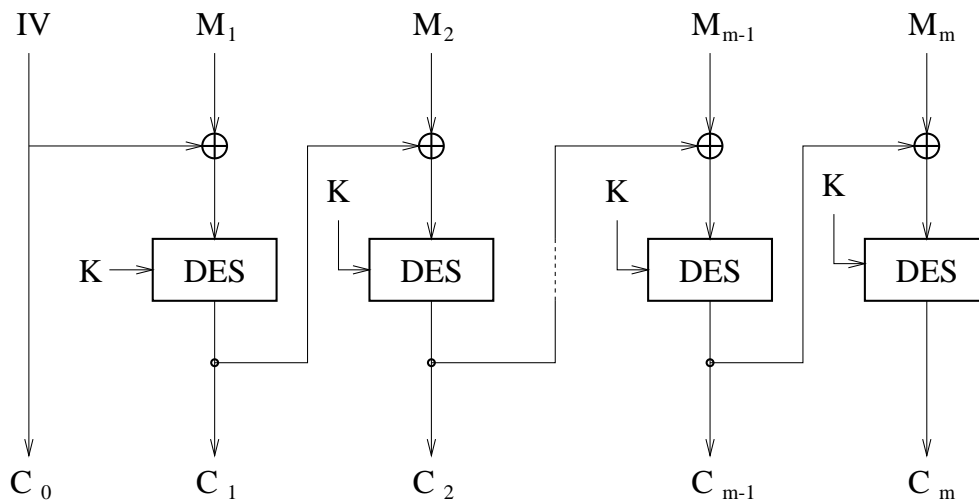 IV M₁ M₂ Mₘ₋₁ Mₘ
K K K
K DES DES DES DES
C₀ C₁ C₂ Cₘ₋₁ Cₘ